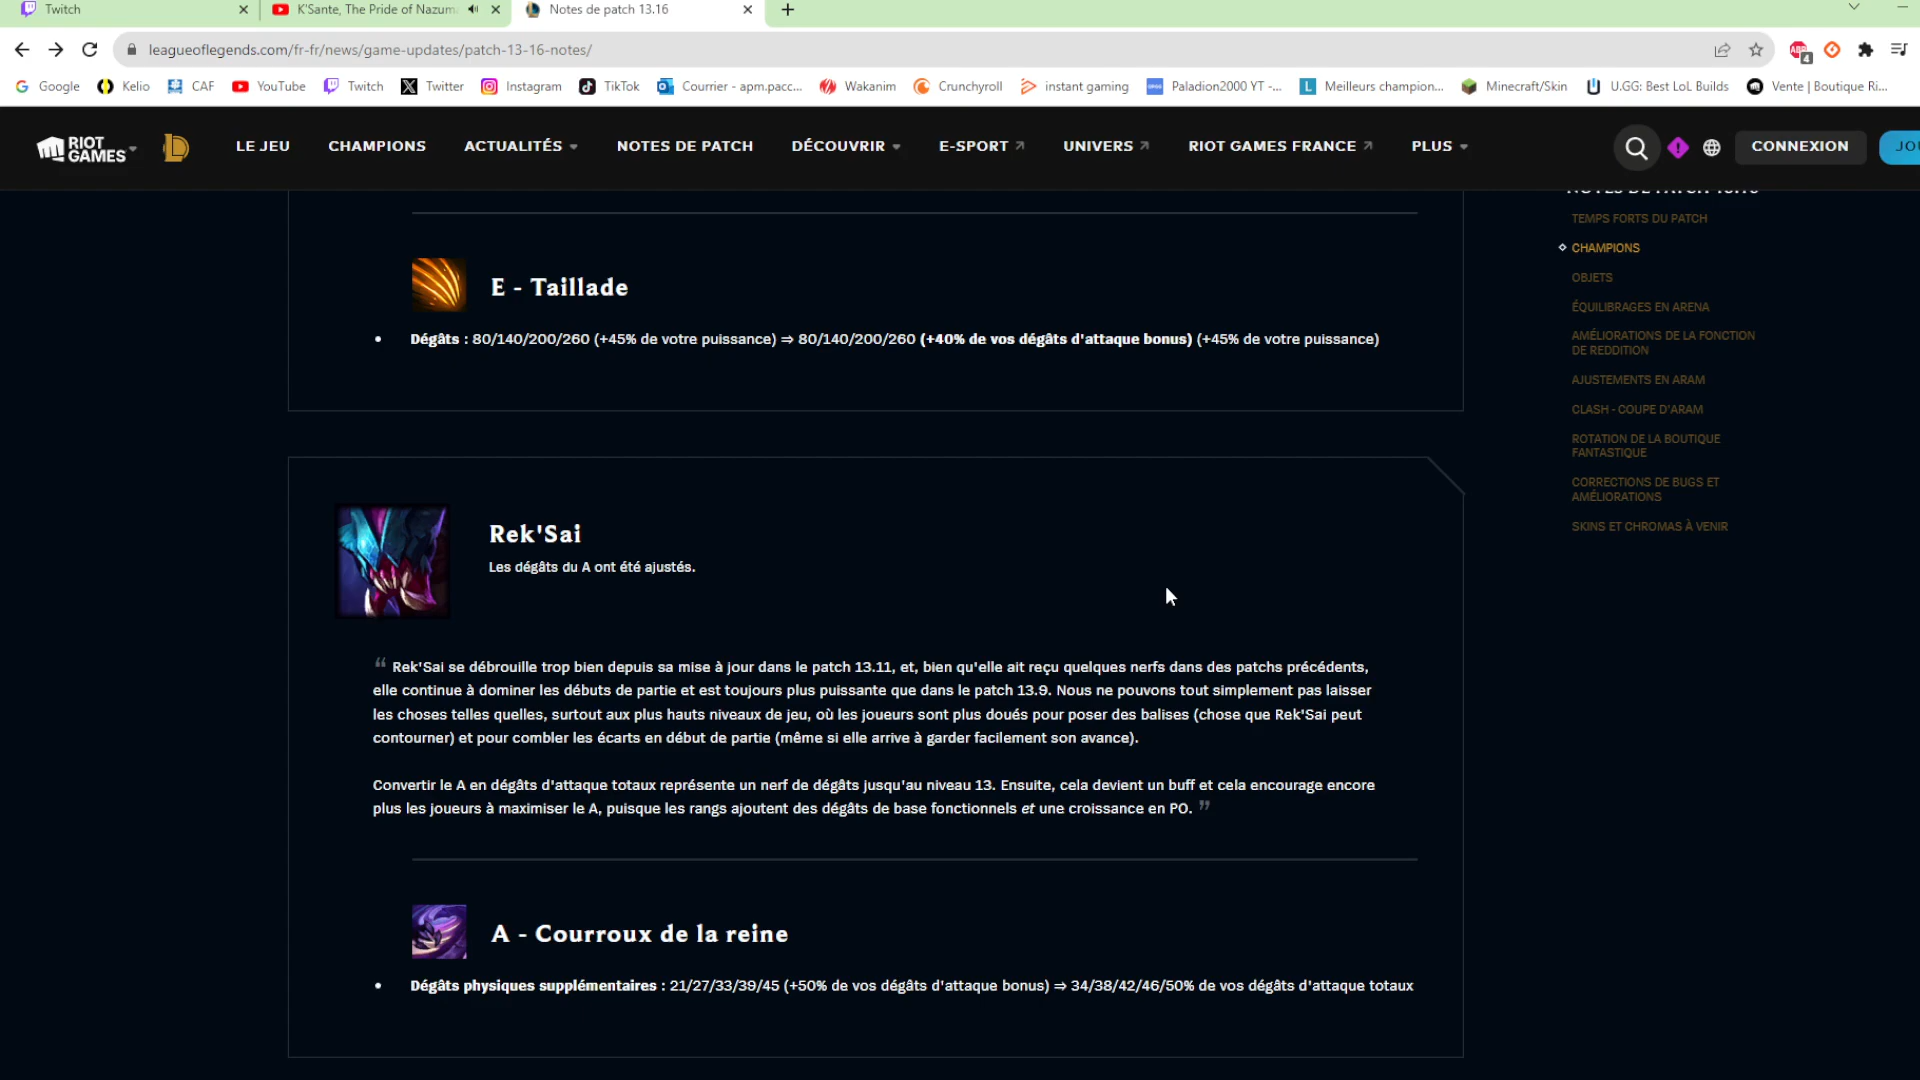 Twitch
K'Sante, The Pride of Nazum
Notes de patch 13.16
leagueoflegends.com/fr-fr/news/game-updates/patch-13-16-notes/
ABP
4
Google
Kelio
CAF
YouTube
Twitch
Twitter
Instagram
TikTok
Courrier - apm.pacc...
Wakanim
Crunchyroll
instant gaming
Paladion2000 YT -...
Meilleurs champion...
Minecraft/Skin
U.GG: Best LoL Builds
Vente | Boutique Ri...
RIOT GAMES
LE JEU
CHAMPIONS
ACTUALITÉS
NOTES DE PATCH
DÉCOUVRIR
E-SPORT
UNIVERS
RIOT GAMES FRANCE
PLUS
CONNEXION
JOU
NOTES DE PATCH 13.16
TEMPS FORTS DU PATCH
CHAMPIONS
OBJETS
ÉQUILIBRAGES EN ARENA
AMÉLIORATIONS DE LA FONCTION
DE REDDITION
AJUSTEMENTS EN ARAM
CLASH - COUPE D'ARAM
ROTATION DE LA BOUTIQUE
FANTASTIQUE
CORRECTIONS DE BUGS ET
AMÉLIORATIONS
SKINS ET CHROMAS À VENIR
E - Taillade
• Dégâts : 80/140/200/260 (+45% de votre puissance) ⇒ 80/140/200/260 (+40% de vos dégâts d'attaque bonus) (+45% de votre puissance)
Rek'Sai
Les dégâts du A ont été ajustés.
“ Rek'Sai se débrouille trop bien depuis sa mise à jour dans le patch 13.11, et, bien qu'elle ait reçu quelques nerfs dans des patchs précédents,
elle continue à dominer les débuts de partie et est toujours plus puissante que dans le patch 13.9. Nous ne pouvons tout simplement pas laisser
les choses telles quelles, surtout aux plus hauts niveaux de jeu, où les joueurs sont plus doués pour poser des balises (chose que Rek'Sai peut
contourner) et pour combler les écarts en début de partie (même si elle arrive à garder facilement son avance).
Convertir le A en dégâts d'attaque totaux représente un nerf de dégâts jusqu'au niveau 13. Ensuite, cela devient un buff et cela encourage encore
plus les joueurs à maximiser le A, puisque les rangs ajoutent des dégâts de base fonctionnels et une croissance en PO. ”
A - Courroux de la reine
• Dégâts physiques supplémentaires : 21/27/33/39/45 (+50% de vos dégâts d'attaque bonus) ⇒ 34/38/42/46/50% de vos dégâts d'attaque totaux